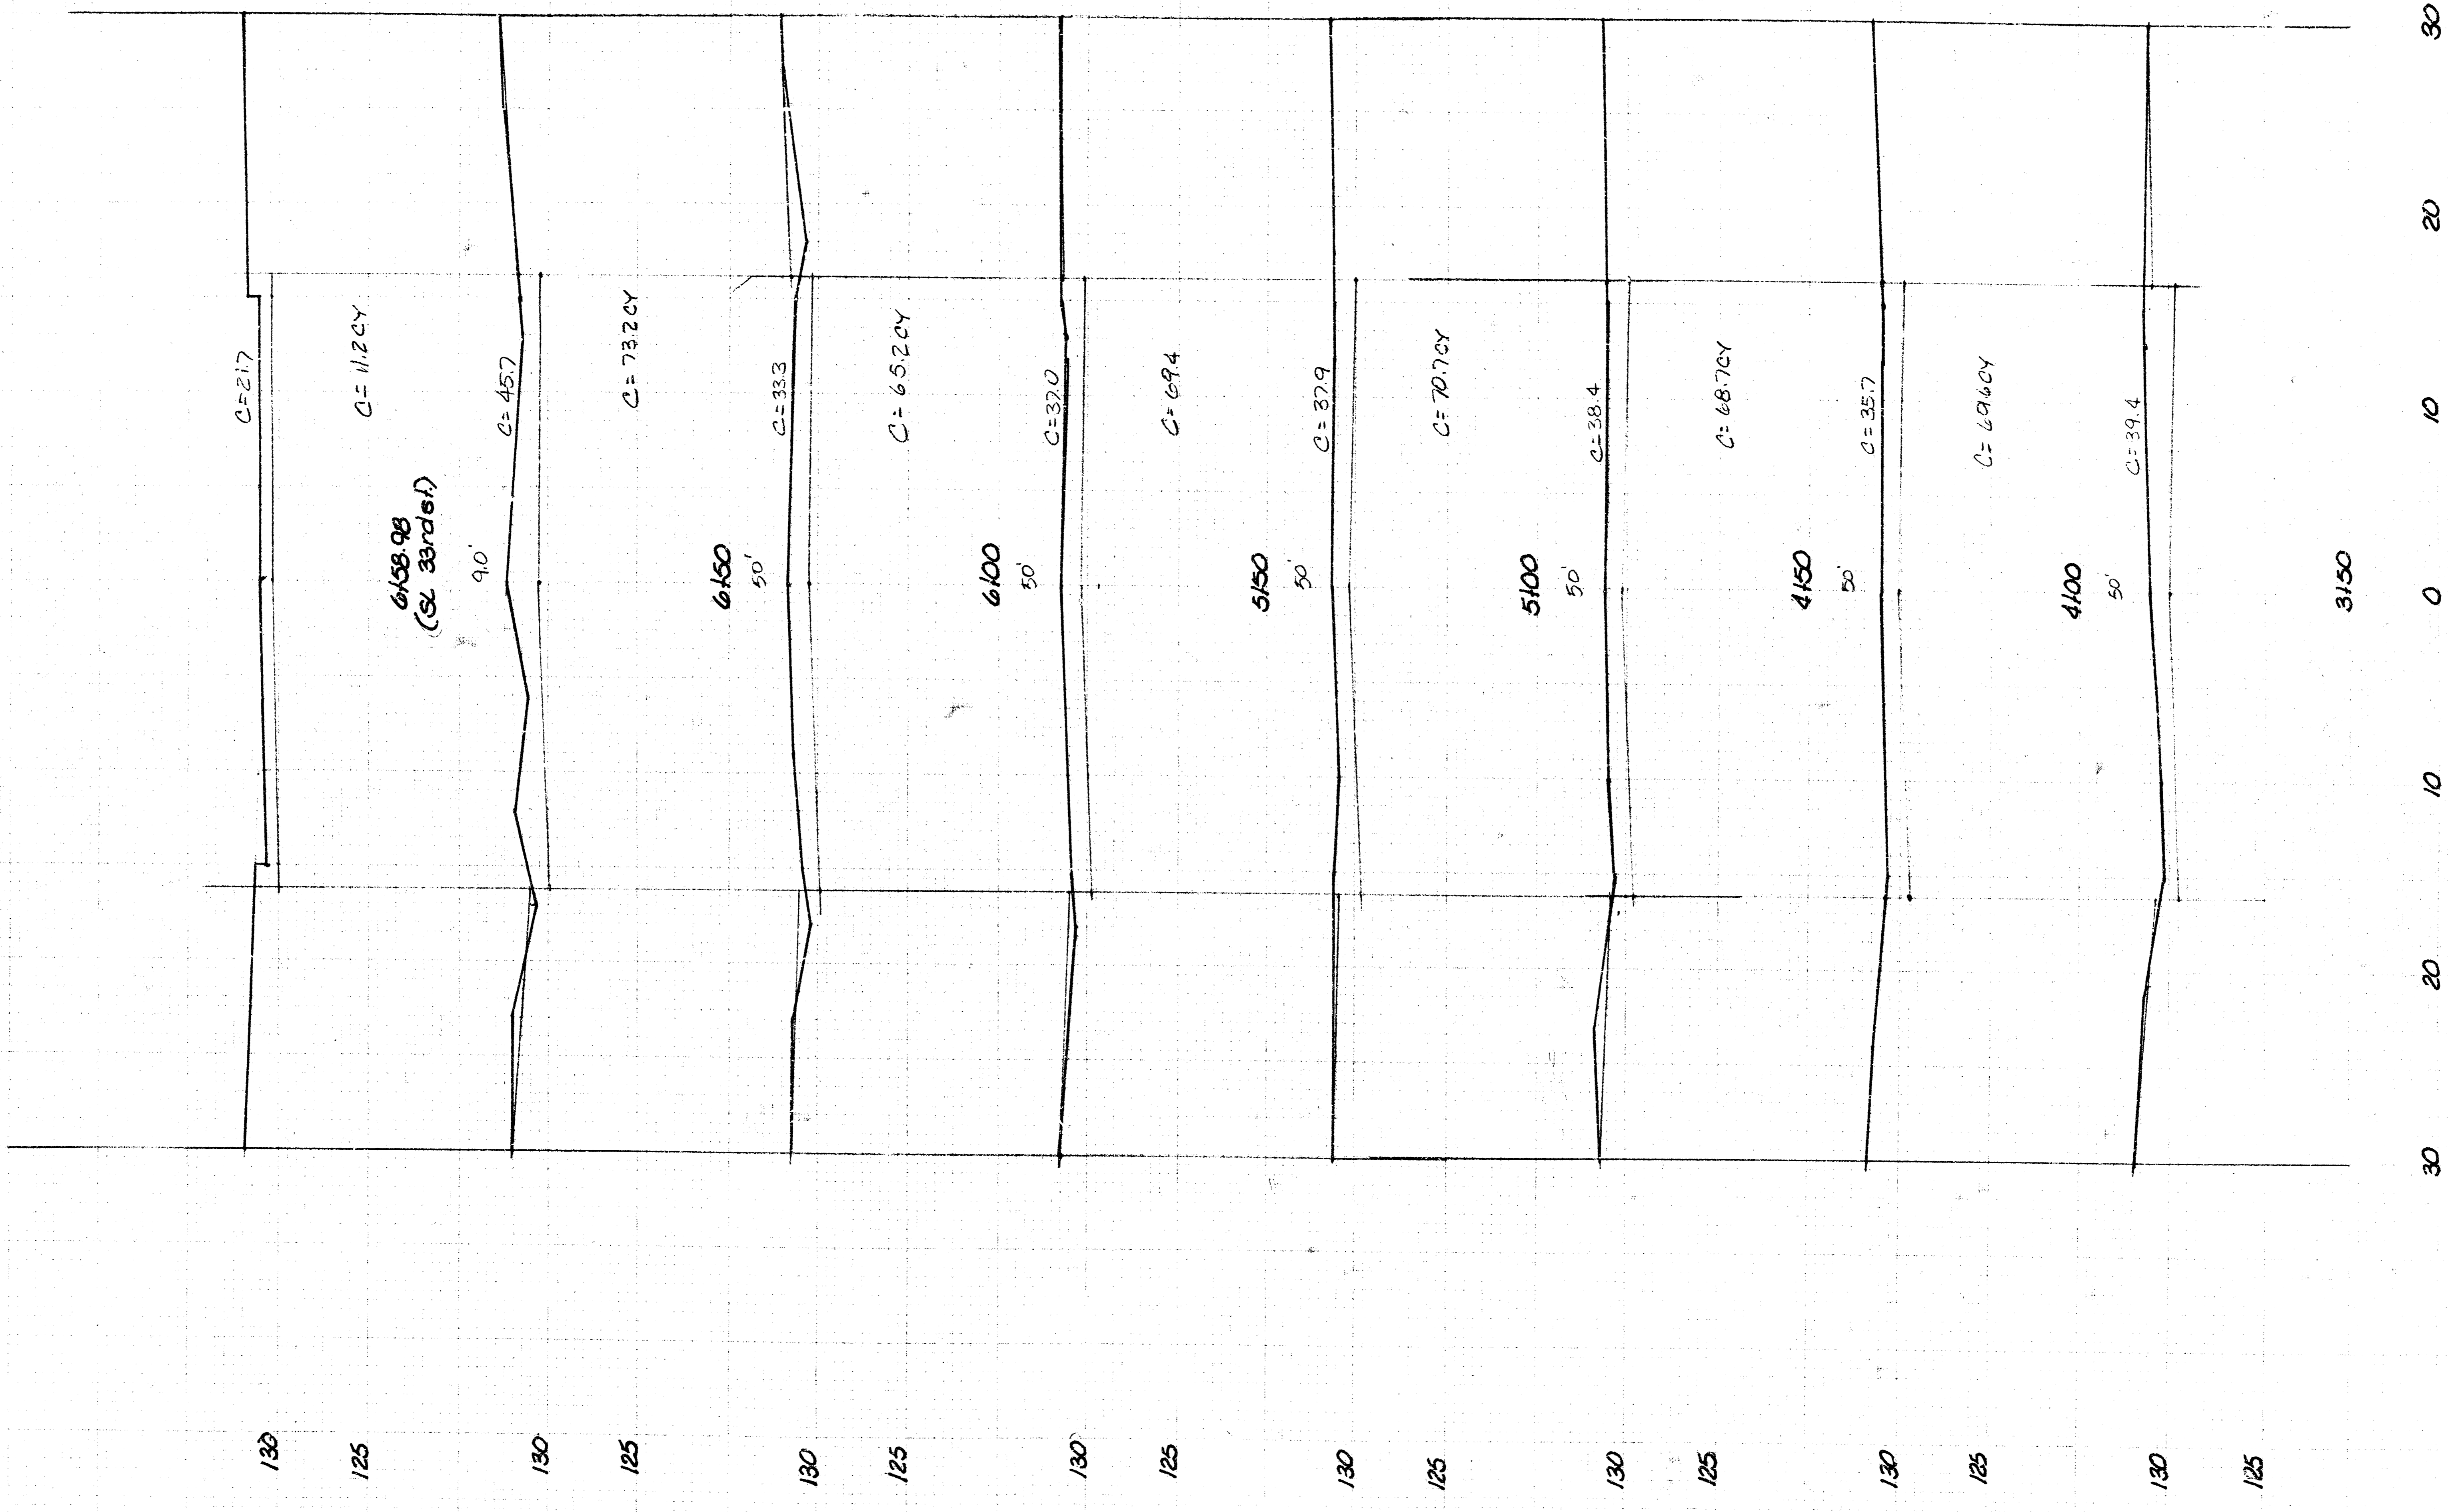 C=21.7
C=11.2CY
6+58.98
(SL 33rd St.)
9.0'
C=45.7
C=73.2CY
6+50
50'
C=33.3
C=65.2CY
6+00
50'
C=37.0
C=69.4
5+50
50'
C=37.9
C=70.7CY
5+00
50'
C=38.4
C=68.7CY
4+50
50'
C=35.7
C=69.6CY
4+00
50'
C=39.4
3+50
30
20
10
0
10
20
30
130
125
130
125
130
125
130
125
130
125
130
125
130
125
130
125